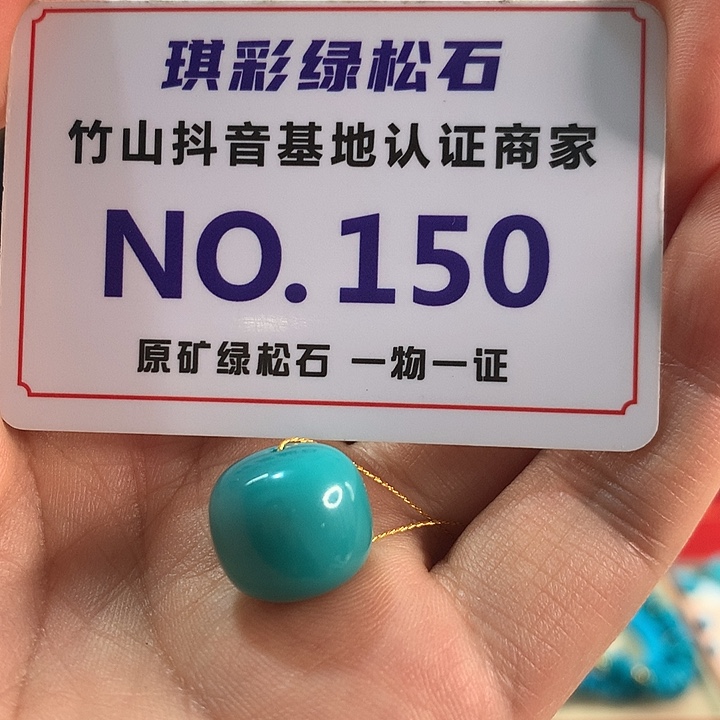 琪彩绿松石
竹山抖音基地认证商家
NO.150
原矿绿松石 一物一证